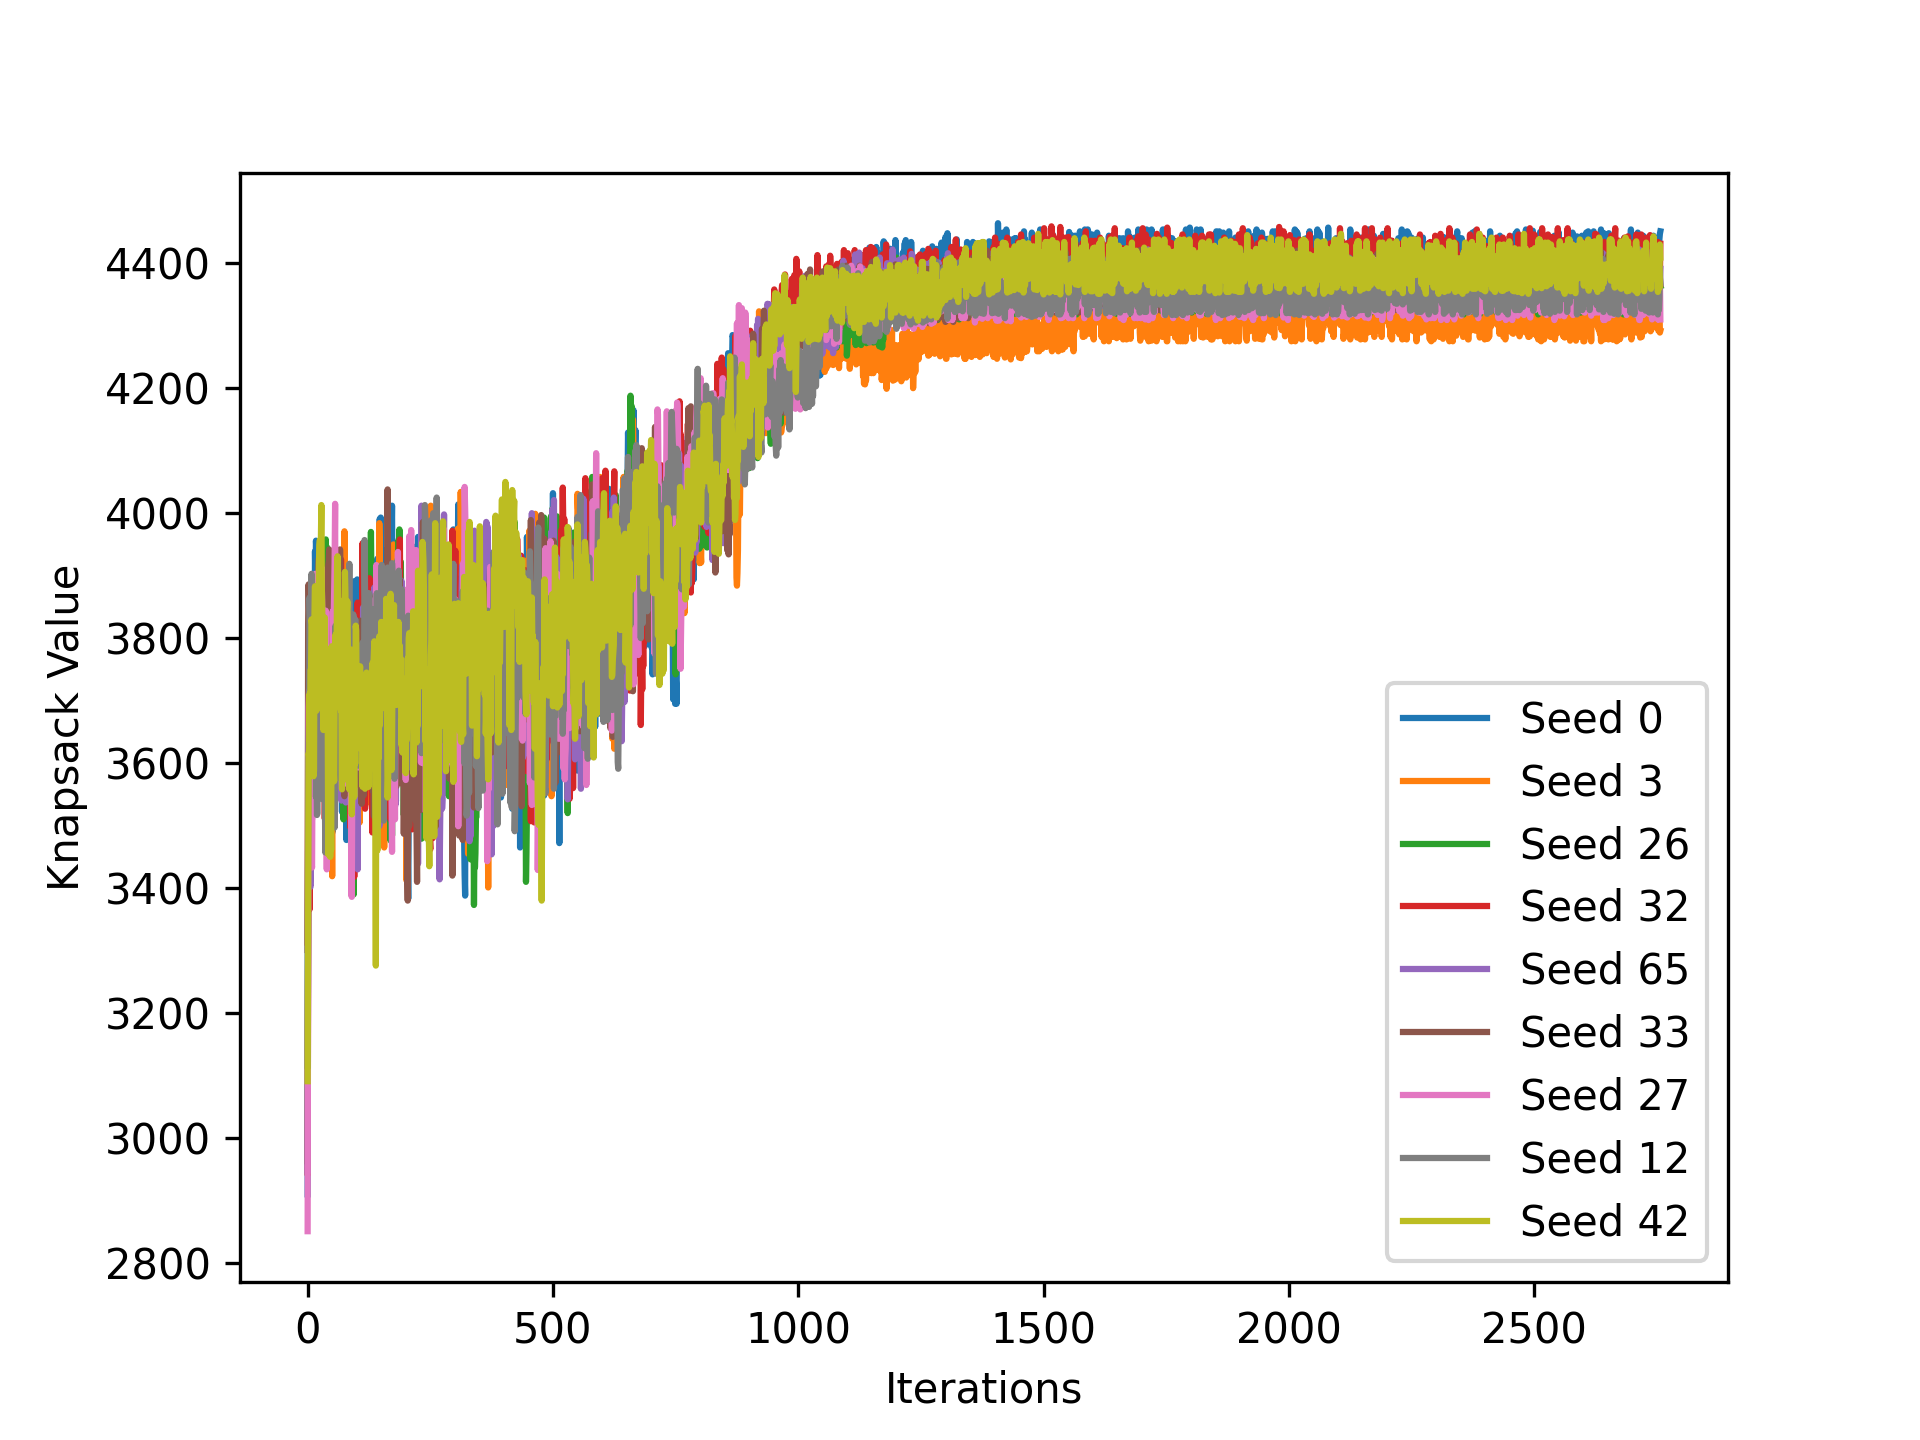 4400
4200
4000
3800
3600
3400
3200
3000
2800
Knapsack Value
0 500 1000 1500 2000 2500
Iterations
Seed 0
Seed 3
Seed 26
Seed 32
Seed 65
Seed 33
Seed 27
Seed 12
Seed 42